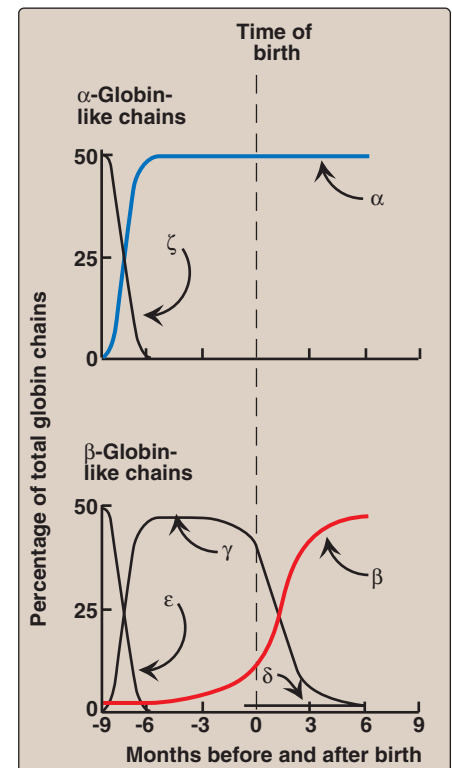 Time of
birth
α-Globin-
like chains
50
α
ζ
25
0
Percentage of total globin chains
β-Globin-
like chains
50
γ
β
25
ε
δ
0
-9 -6 -3 0 3 6 9
Months before and after birth